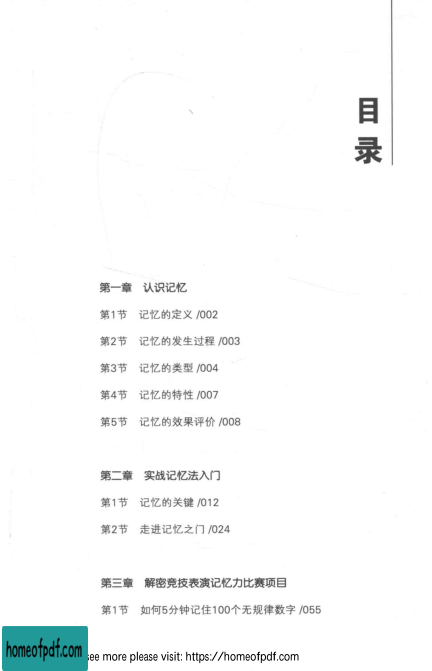 目
录
第一章 认识记忆
第1节 记忆的定义 /002
第2节 记忆的发生过程 /003
第3节 记忆的类型 /004
第4节 记忆的特性 /007
第5节 记忆的效果评价 /008
第二章 实战记忆法入门
第1节 记忆的关键 /012
第2节 走进记忆之门 /024
第三章 解密竞技表演记忆力比赛项目
第1节 如何5分钟记住100个无规律数字 /055
homeofpdf.com
see more please visit: https://homeofpdf.com